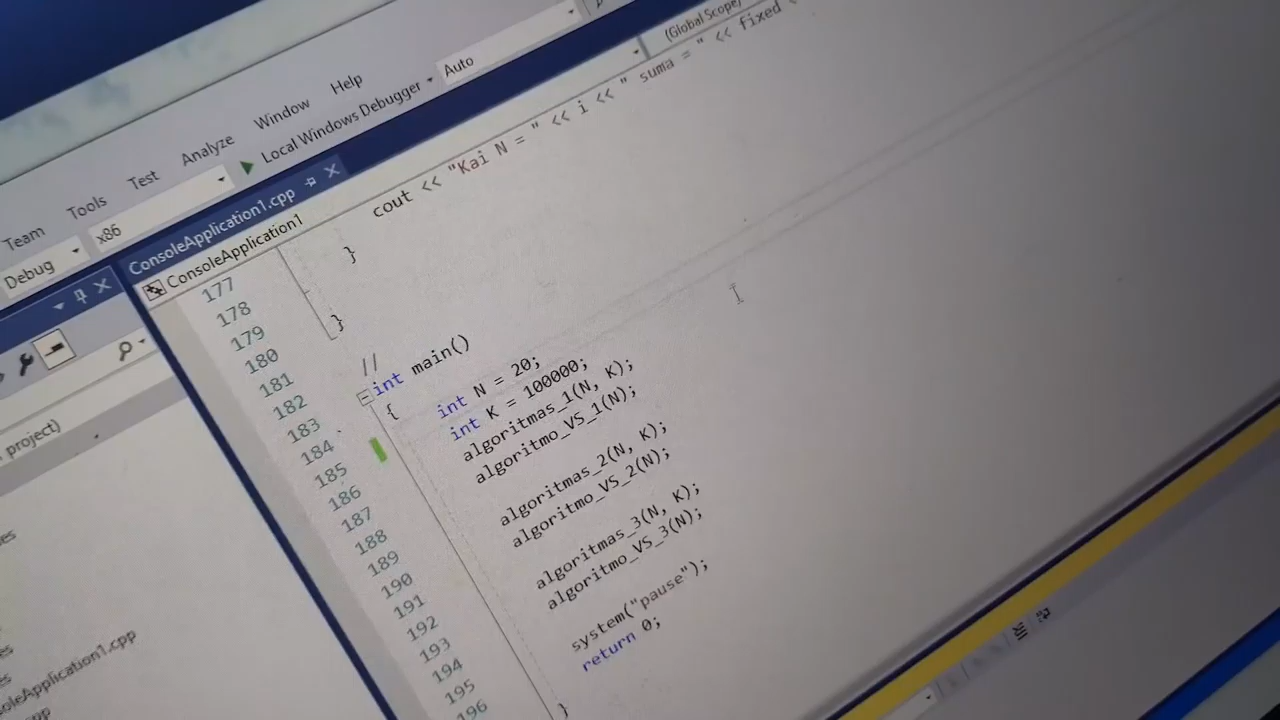 Team Tools Test Analyze Window Help
Debug x86 Local Windows Debugger Auto
ConsoleApplication1.cpp
ConsoleApplication1 (Global Scope)
cout << "Kai N = " << i << " suma = " << fixed
177
}
178
179
}
180
181
//
182
int main()
183
{
184
int N = 20;
185
int K = 100000;
186
algoritmas_1(N, K);
187
algoritmo_VS_1(N);
188
189
algoritmas_2(N, K);
190
algoritmo_VS_2(N);
191
192
algoritmas_3(N, K);
193
algoritmo_VS_3(N);
194
195
system("pause");
196
return 0;
}
project)
soleApplication1.cpp